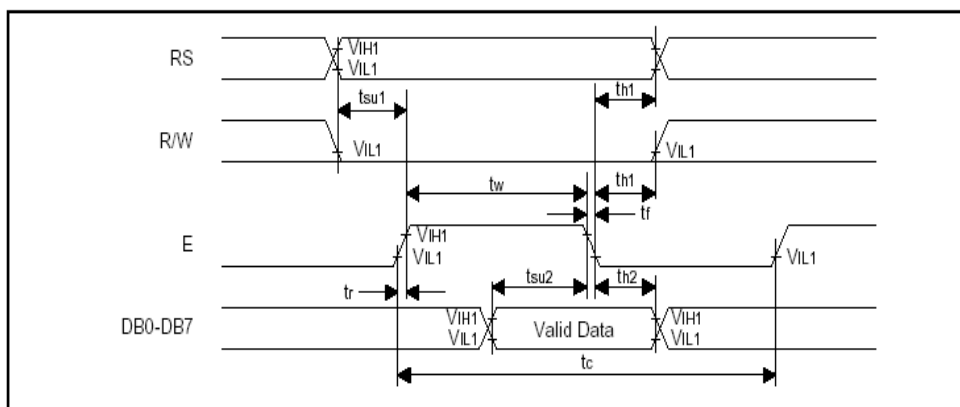 RS
VIH1
VIL1
tsu1
th1
R/W
VIL1
VIL1
tw
th1
tf
E
VIH1
VIL1
VIL1
tr
tsu2
th2
DB0-DB7
VIH1
VIL1
Valid Data
VIH1
VIL1
tc